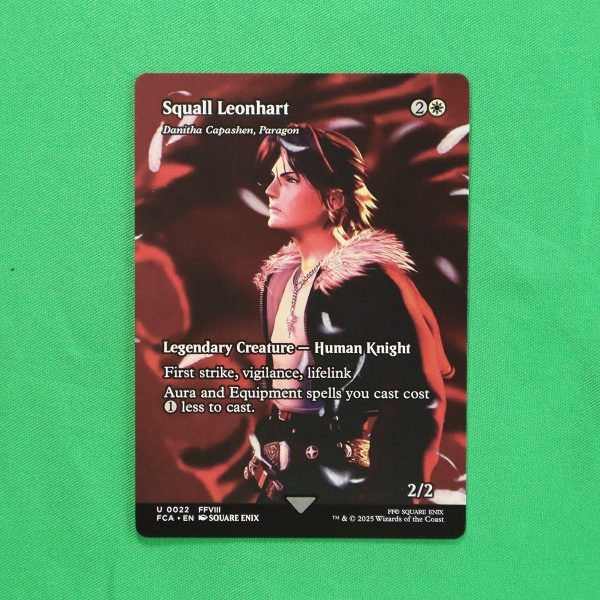 Squall Leonhart 2
Danitha Capashen, Paragon
Legendary Creature — Human Knight
First strike, vigilance, lifelink
Aura and Equipment spells you cast cost
1 less to cast.
2/2
U 0022 FFVIII
FCA • EN SQUARE ENIX
FF© SQUARE ENIX
™ & © 2025 Wizards of the Coast